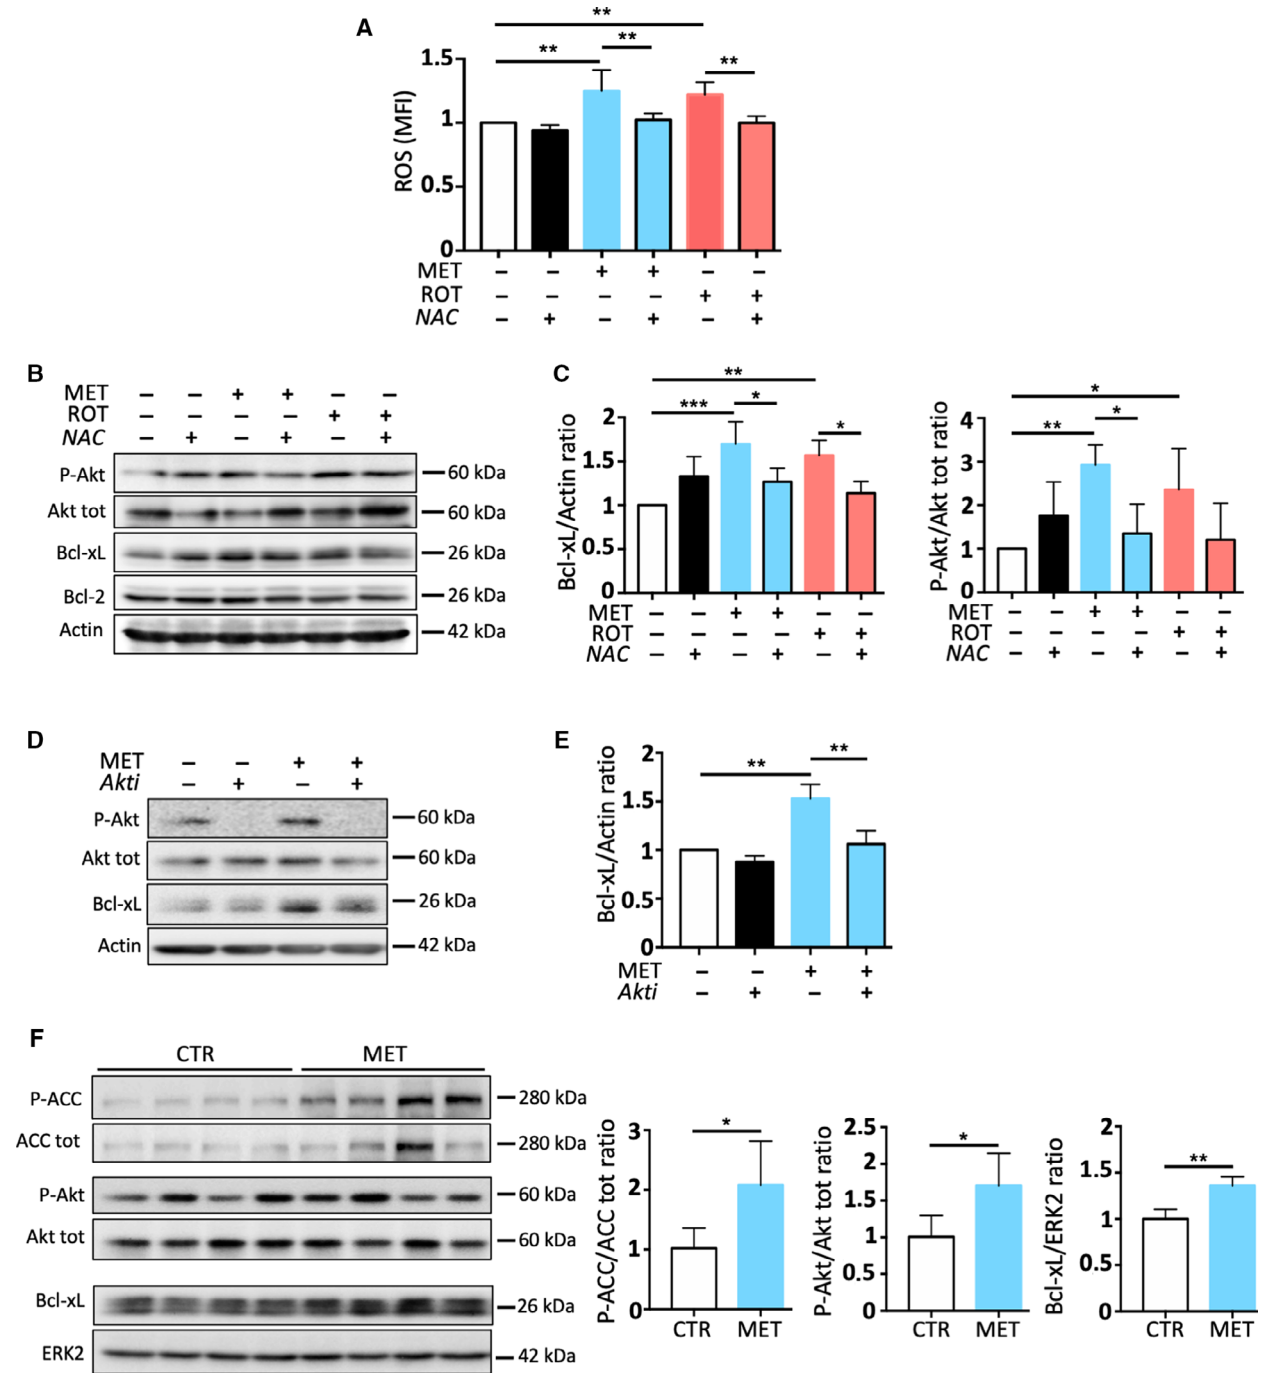 A
** 
** **
**
ROS (MFI)
1.5
1
0.5
0
MET – – + + – –
ROT – – – – + +
NAC – + – + – +
B
MET – – + + – –
ROT – – – – + +
NAC – + – + – +
P-Akt 60 kDa
Akt tot 60 kDa
Bcl-xL 26 kDa
Bcl-2 26 kDa
Actin 42 kDa
C
**
*** *
*
Bcl-xL/Actin ratio
2
1.5
1
0.5
0
MET – – + + – –
ROT – – – – + +
NAC – + – + – +
*
** *
P-Akt/Akt tot ratio
4
3
2
1
0
MET – – + + – –
ROT – – – – + +
NAC – + – + – +
D
MET – – + +
Akti – + – +
P-Akt 60 kDa
Akt tot 60 kDa
Bcl-xL 26 kDa
Actin 42 kDa
E
** **
Bcl-xL/Actin ratio
2
1.5
1
0.5
0
MET – – + +
Akti – + – +
F
CTR MET
P-ACC 280 kDa
ACC tot 280 kDa
P-Akt 60 kDa
Akt tot 60 kDa
Bcl-xL 26 kDa
ERK2 42 kDa
*
P-ACC/ACC tot ratio
3
2
1
0
CTR MET
*
P-Akt/Akt tot ratio
2.5
2
1.5
1
0.5
0
CTR MET
**
Bcl-xL/ERK2 ratio
2
1.5
1
0.5
0
CTR MET